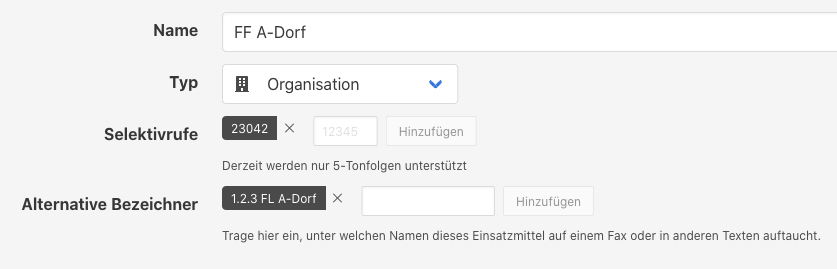 Name FF A-Dorf
Typ Organisation
Selektivrufe 23042 × 12345 Hinzufügen
Derzeit werden nur 5-Tonfolgen unterstützt
Alternative Bezeichner 1.2.3 FL A-Dorf × Hinzufügen
Trage hier ein, unter welchen Namen dieses Einsatzmittel auf einem Fax oder in anderen Texten auftaucht.